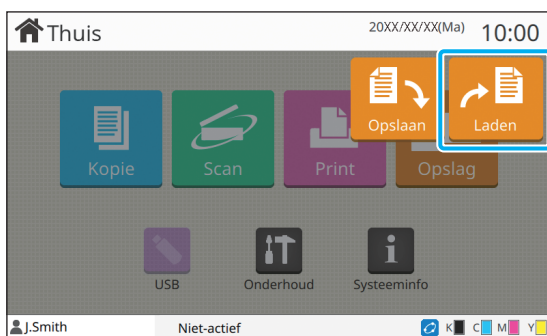 Thuis
20XX/XX/XX(Ma) 10:00
Opslaan Laden
Kopie Scan Print Opslag
USB Onderhoud Systeeminfo
J.Smith Niet-actief K C M Y